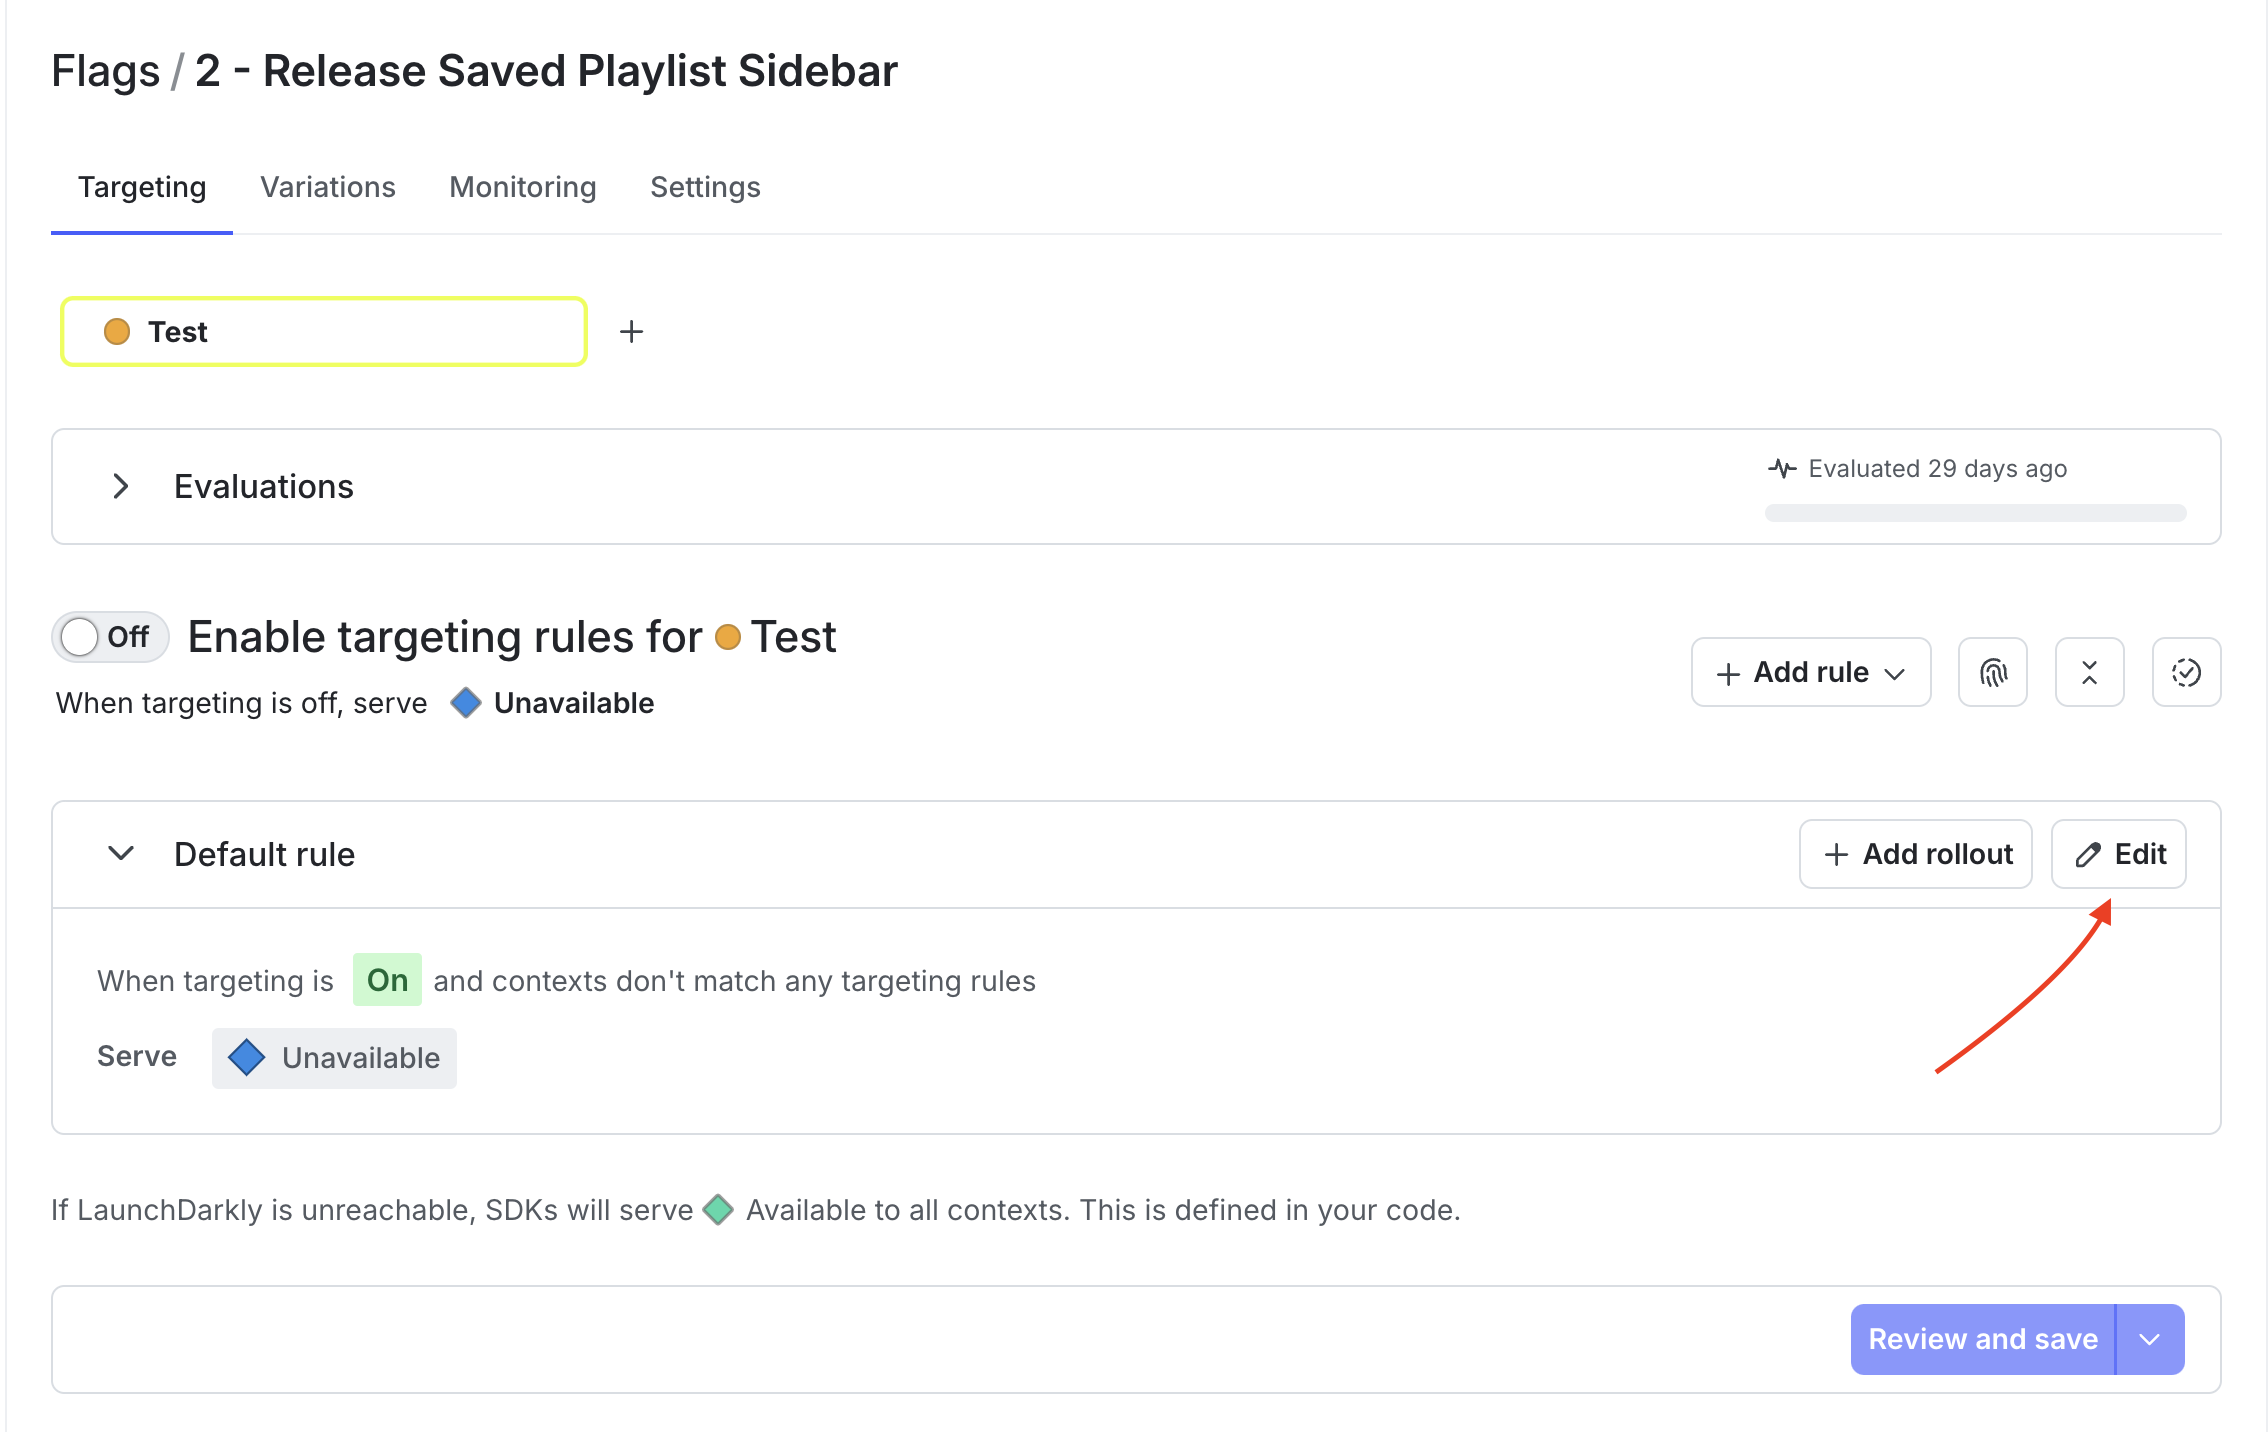 Flags / 2 - Release Saved Playlist Sidebar
Targeting Variations Monitoring Settings
Test
Evaluations
Evaluated 29 days ago
Off Enable targeting rules for Test
When targeting is off, serve Unavailable
Add rule
Default rule
Add rollout
Edit
When targeting is On and contexts don't match any targeting rules
Serve Unavailable
If LaunchDarkly is unreachable, SDKs will serve Available to all contexts. This is defined in your code.
Review and save